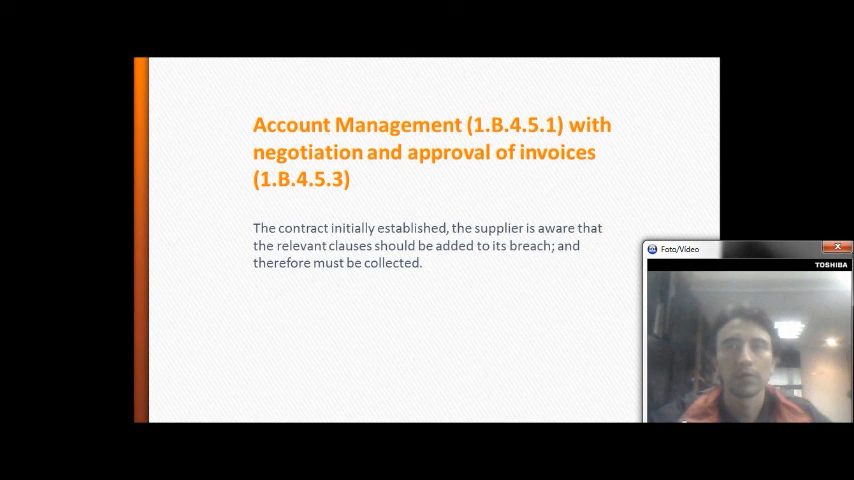 Account Management (1.B.4.5.1) with
negotiation and approval of invoices
(1.B.4.5.3)
The contract initially established, the supplier is aware that
the relevant clauses should be added to its breach; and
therefore must be collected.
Foto/Vídeo
TOSHIBA